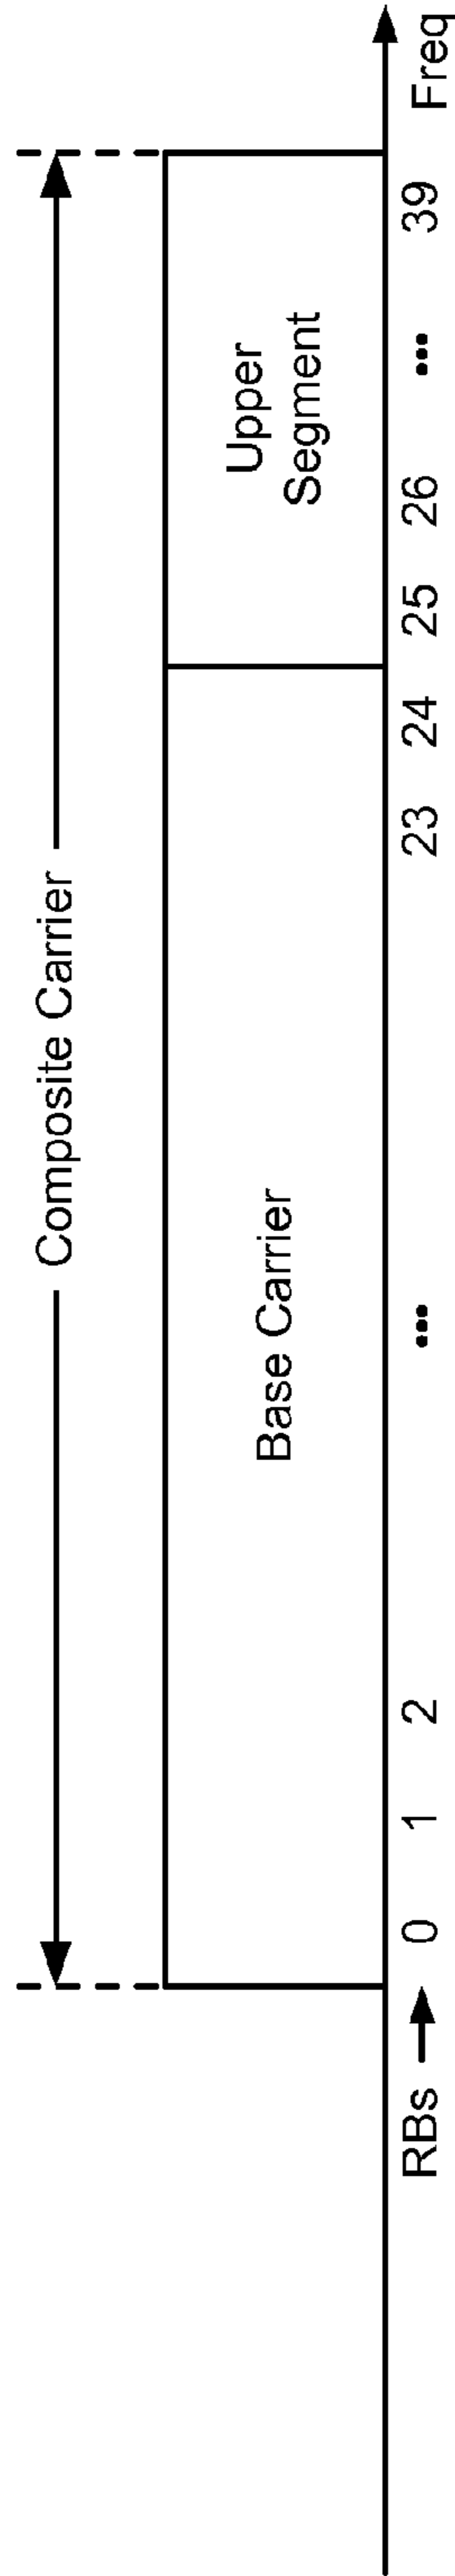 Composite Carrier
Base Carrier
Upper
Segment
RBs 0 1 2 ... 23 24 25 26 ... 39
Freq